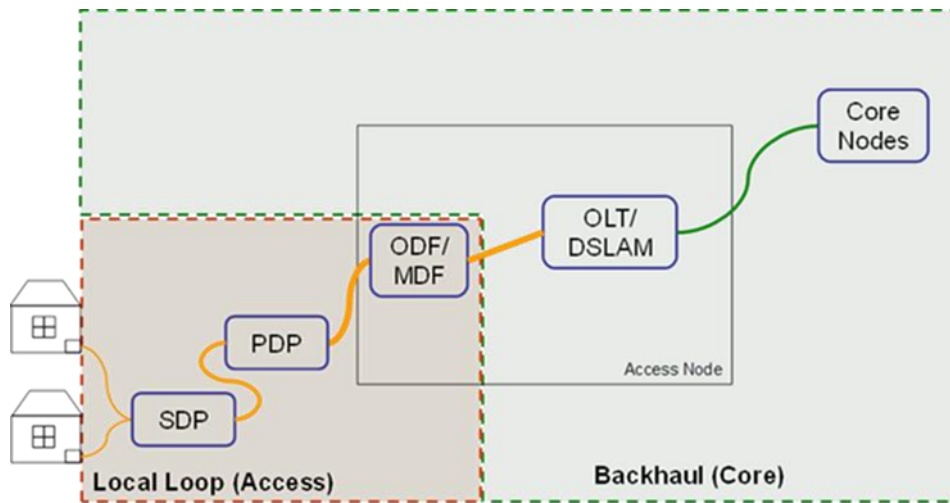 Core
Nodes
OLT/
DSLAM
ODF/
MDF
PDP
Access Node
SDP
Local Loop (Access)
Backhaul (Core)